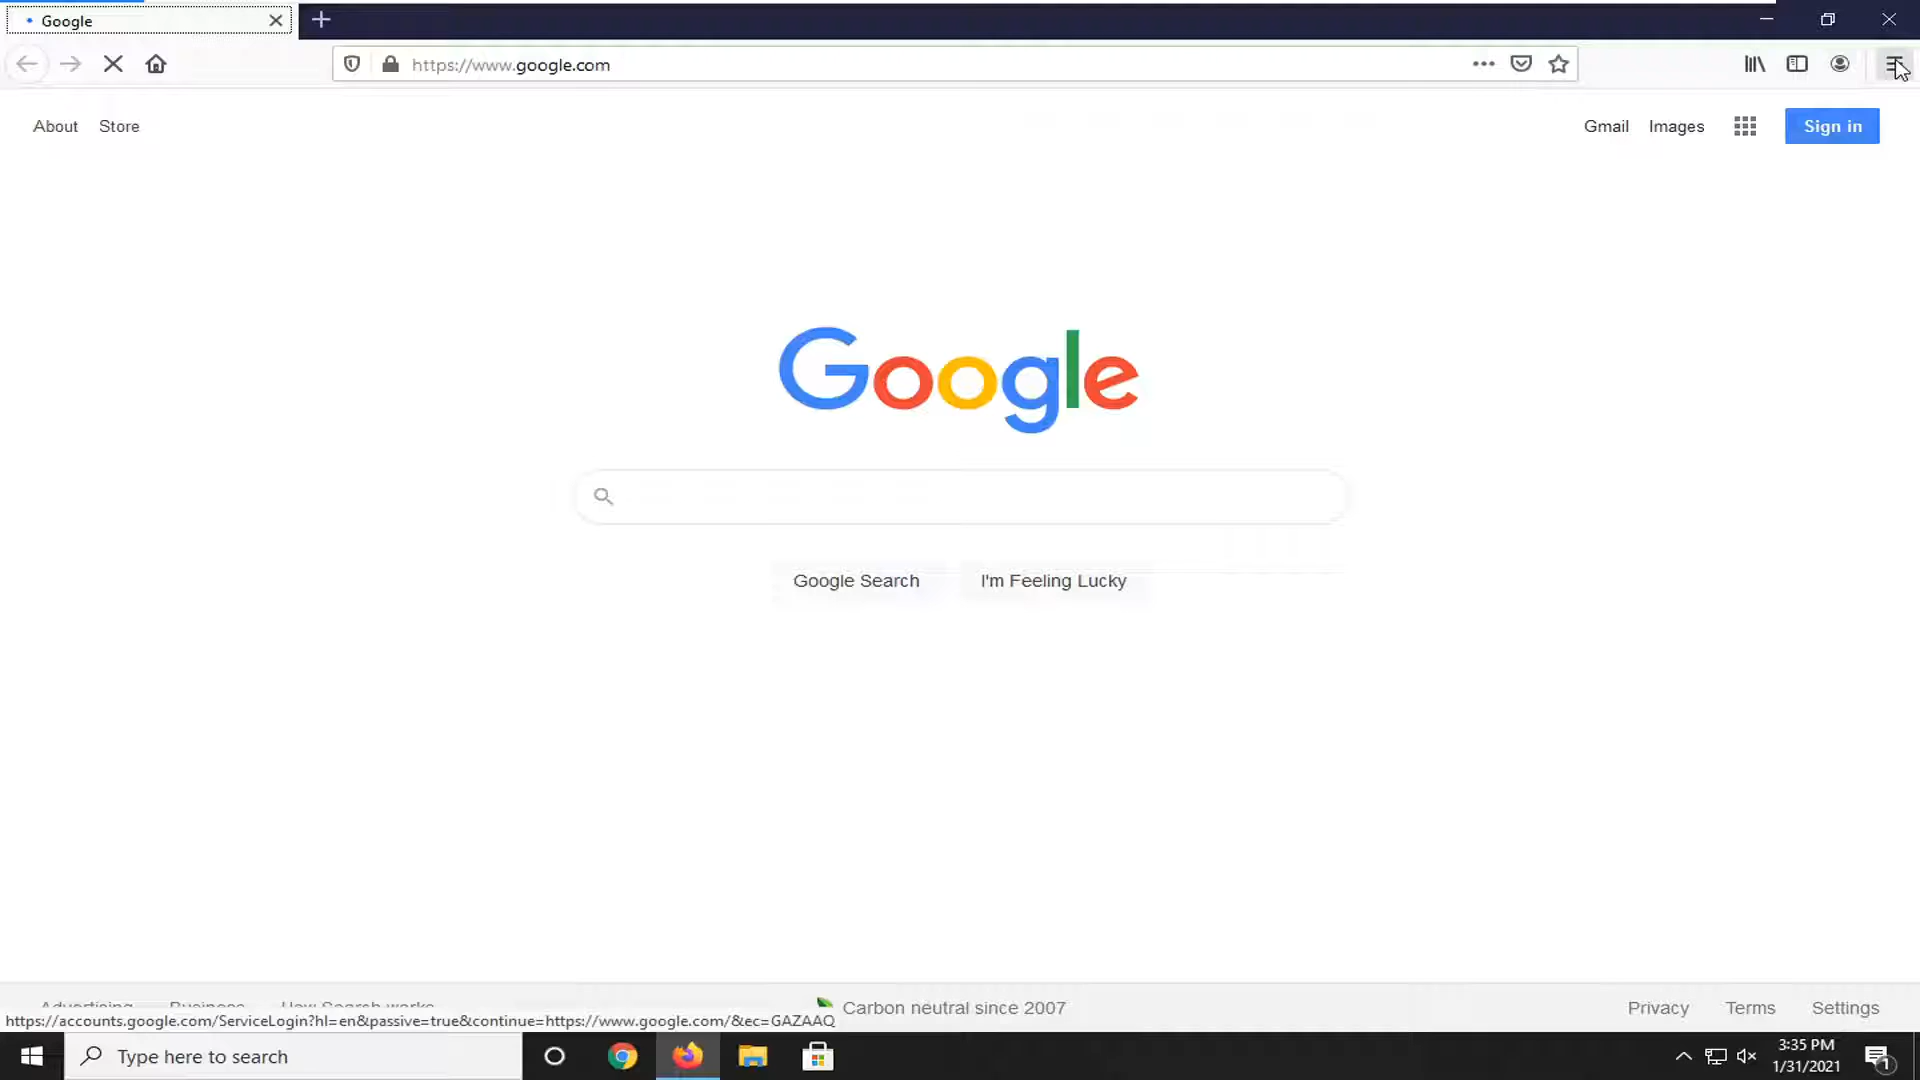 Google
https://www.google.com
About Store
Gmail Images Sign in
Google
Google Search I'm Feeling Lucky
Advertising Business How Search works
Carbon neutral since 2007
Privacy Terms Settings
https://accounts.google.com/ServiceLogin?hl=en&passive=true&continue=https://www.google.com/&ec=GAZAAQ
Type here to search
3:35 PM
1/31/2021
1